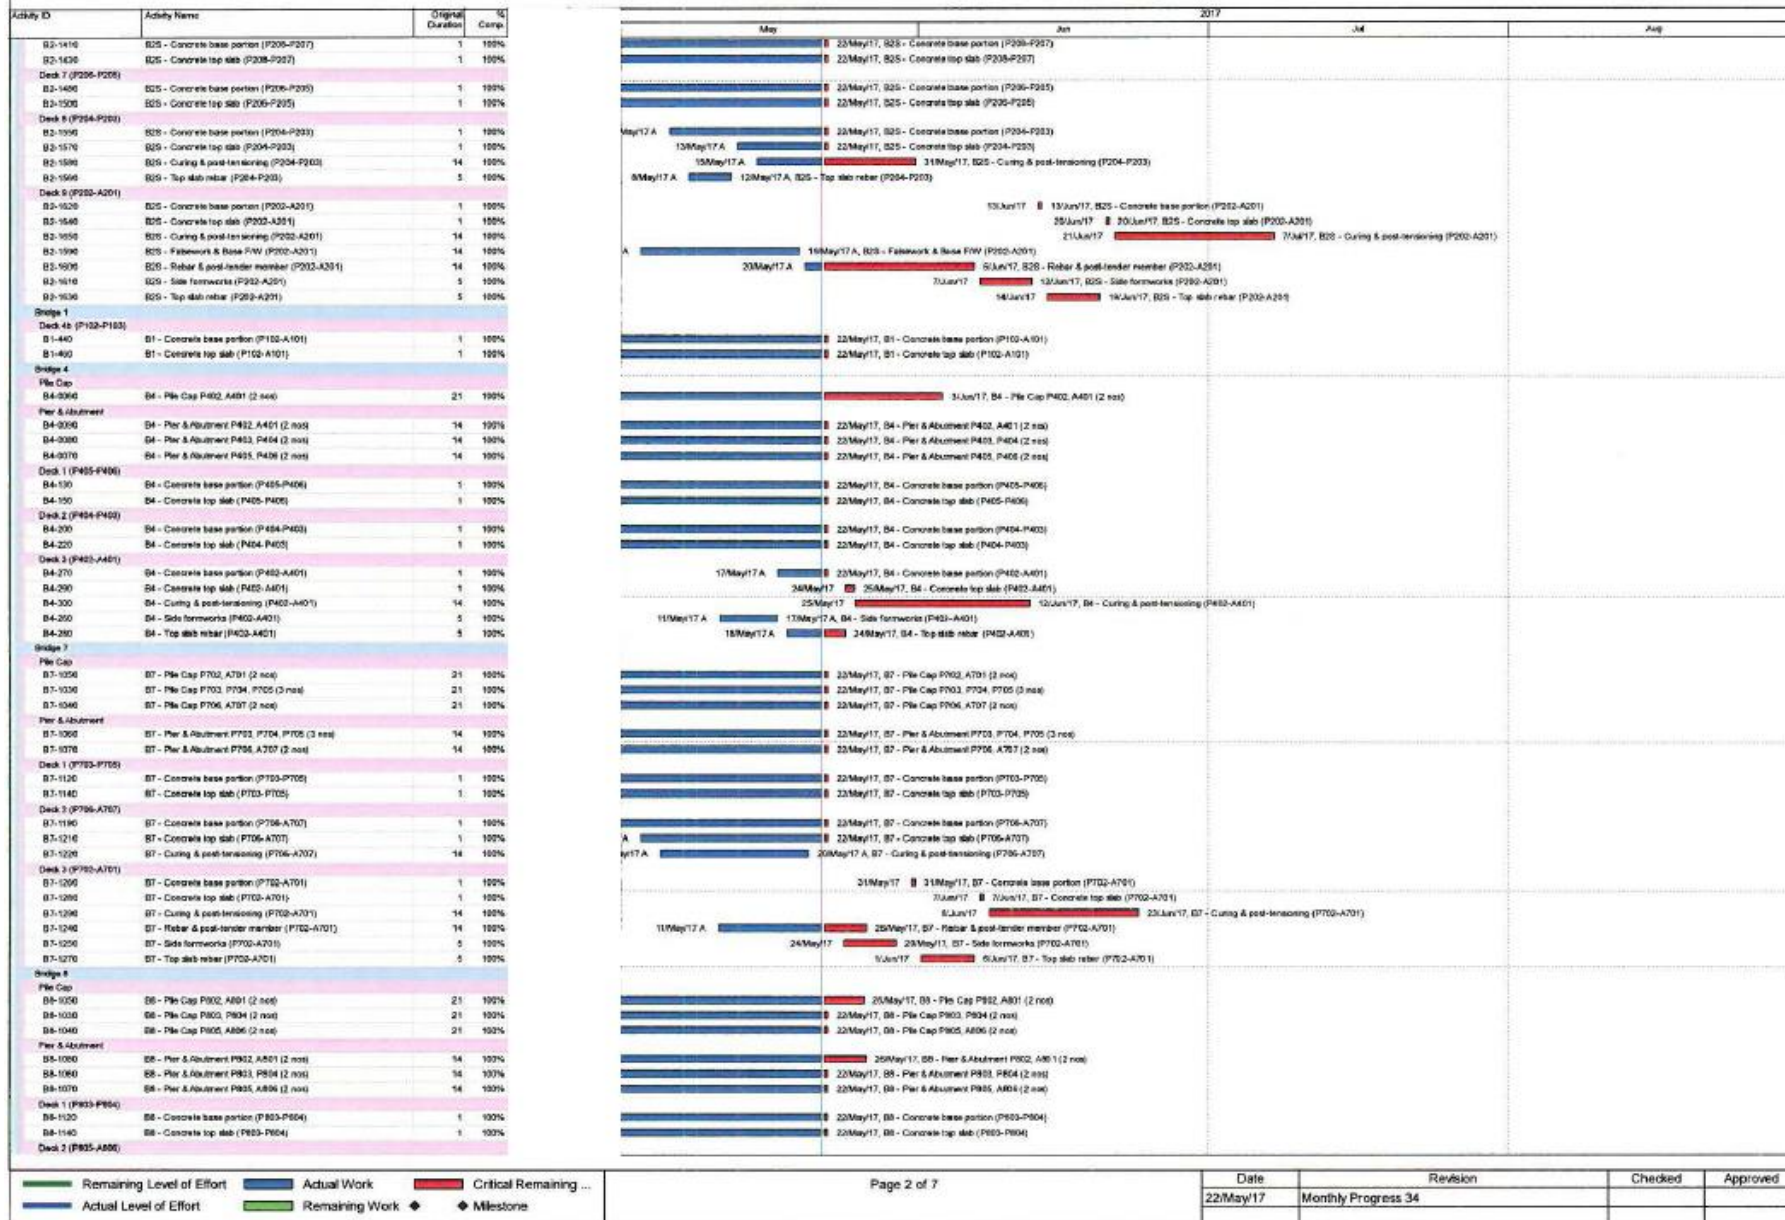 Activity ID Activity Name Original Duration % Comp. 2017
May Jun Jul Aug
B2-1410 B2S - Concrete base portion (P208-P207) 1 100% 22/May/17, B2S - Concrete base portion (P208-P207)
B2-1430 B2S - Concrete top slab (P208-P207) 1 100% 22/May/17, B2S - Concrete top slab (P208-P207)
Deck 7 (P206-P205)
B2-1480 B2S - Concrete base portion (P206-P205) 1 100% 22/May/17, B2S - Concrete base portion (P206-P205)
B2-1500 B2S - Concrete top slab (P206-P205) 1 100% 22/May/17, B2S - Concrete top slab (P206-P205)
Deck 8 (P204-P203)
B2-1550 B2S - Concrete base portion (P204-P203) 1 100% May/17 A 22/May/17, B2S - Concrete base portion (P204-P203)
B2-1570 B2S - Concrete top slab (P204-P203) 1 100% 13/May/17 A 22/May/17, B2S - Concrete top slab (P204-P203)
B2-1580 B2S - Curing & post-tensioning (P204-P203) 14 100% 15/May/17 A 31/May/17, B2S - Curing & post-tensioning (P204-P203)
B2-1560 B2S - Top slab rebar (P204-P203) 5 100% 8/May/17 A 12/May/17 A, B2S - Top slab rebar (P204-P203)
Deck 9 (P202-A201)
B2-1620 B2S - Concrete base portion (P202-A201) 1 100% 13/Jun/17 13/Jun/17, B2S - Concrete base portion (P202-A201)
B2-1640 B2S - Concrete top slab (P202-A201) 1 100% 20/Jun/17 20/Jun/17, B2S - Concrete top slab (P202-A201)
B2-1650 B2S - Curing & post-tensioning (P202-A201) 14 100% 21/Jun/17 7/Jul/17, B2S - Curing & post-tensioning (P202-A201)
B2-1590 B2S - Falsework & Base F/W (P202-A201) 14 100% A 19/May/17 A, B2S - Falsework & Base F/W (P202-A201)
B2-1600 B2S - Rebar & post-tender member (P202-A201) 14 100% 20/May/17 A 6/Jun/17, B2S - Rebar & post-tender member (P202-A201)
B2-1610 B2S - Side formworks (P202-A201) 5 100% 7/Jun/17 12/Jun/17, B2S - Side formworks (P202-A201)
B2-1630 B2S - Top slab rebar (P202-A201) 5 100% 14/Jun/17 19/Jun/17, B2S - Top slab rebar (P202-A201)
Bridge 1
Deck 4b (P102-P103)
B1-440 B1 - Concrete base portion (P102-A101) 1 100% 22/May/17, B1 - Concrete base portion (P102-A101)
B1-460 B1 - Concrete top slab (P102-A101) 1 100% 22/May/17, B1 - Concrete top slab (P102-A101)
Bridge 4
Pile Cap
B4-0060 B4 - Pile Cap P402, A401 (2 nos) 21 100% 3/Jun/17, B4 - Pile Cap P402, A401 (2 nos)
Pier & Abutment
B4-0090 B4 - Pier & Abutment P402, A401 (2 nos) 14 100% 22/May/17, B4 - Pier & Abutment P402, A401 (2 nos)
B4-0080 B4 - Pier & Abutment P403, P404 (2 nos) 14 100% 22/May/17, B4 - Pier & Abutment P403, P404 (2 nos)
B4-0070 B4 - Pier & Abutment P405, P406 (2 nos) 14 100% 22/May/17, B4 - Pier & Abutment P405, P406 (2 nos)
Deck 1 (P405-P406)
B4-130 B4 - Concrete base portion (P405-P406) 1 100% 22/May/17, B4 - Concrete base portion (P405-P406)
B4-150 B4 - Concrete top slab (P405-P406) 1 100% 22/May/17, B4 - Concrete top slab (P405-P406)
Deck 2 (P404-P403)
B4-200 B4 - Concrete base portion (P404-P403) 1 100% 22/May/17, B4 - Concrete base portion (P404-P403)
B4-220 B4 - Concrete top slab (P404-P403) 1 100% 22/May/17, B4 - Concrete top slab (P404-P403)
Deck 3 (P402-A401)
B4-270 B4 - Concrete base portion (P402-A401) 1 100% 17/May/17 A 22/May/17, B4 - Concrete base portion (P402-A401)
B4-290 B4 - Concrete top slab (P402-A401) 1 100% 24/May/17 25/May/17, B4 - Concrete top slab (P402-A401)
B4-300 B4 - Curing & post-tensioning (P402-A401) 14 100% 25/May/17 12/Jun/17, B4 - Curing & post-tensioning (P402-A401)
B4-260 B4 - Side formworks (P402-A401) 5 100% 11/May/17 A 17/May/17 A, B4 - Side formworks (P402-A401)
B4-280 B4 - Top slab rebar (P402-A401) 5 100% 18/May/17 A 24/May/17, B4 - Top slab rebar (P402-A401)
Bridge 7
Pile Cap
B7-1050 B7 - Pile Cap P702, A701 (2 nos) 21 100% 22/May/17, B7 - Pile Cap P702, A701 (2 nos)
B7-1030 B7 - Pile Cap P703, P704, P705 (3 nos) 21 100% 22/May/17, B7 - Pile Cap P703, P704, P705 (3 nos)
B7-1040 B7 - Pile Cap P706, A707 (2 nos) 21 100% 22/May/17, B7 - Pile Cap P706, A707 (2 nos)
Pier & Abutment
B7-1060 B7 - Pier & Abutment P703, P704, P705 (3 nos) 14 100% 22/May/17, B7 - Pier & Abutment P703, P704, P705 (3 nos)
B7-1070 B7 - Pier & Abutment P706, A707 (2 nos) 14 100% 22/May/17, B7 - Pier & Abutment P706, A707 (2 nos)
Deck 1 (P703-P705)
B7-1120 B7 - Concrete base portion (P703-P705) 1 100% 22/May/17, B7 - Concrete base portion (P703-P705)
B7-1140 B7 - Concrete top slab (P703-P705) 1 100% 22/May/17, B7 - Concrete top slab (P703-P705)
Deck 2 (P706-A707)
B7-1190 B7 - Concrete base portion (P706-A707) 1 100% 22/May/17, B7 - Concrete base portion (P706-A707)
B7-1210 B7 - Concrete top slab (P706-A707) 1 100% A 22/May/17, B7 - Concrete top slab (P706-A707)
B7-1220 B7 - Curing & post-tensioning (P706-A707) 14 100% 20/May/17 A, B7 - Curing & post-tensioning (P706-A707)
Deck 3 (P702-A701)
B7-1260 B7 - Concrete base portion (P702-A701) 1 100% 31/May/17 31/May/17, B7 - Concrete base portion (P702-A701)
B7-1280 B7 - Concrete top slab (P702-A701) 1 100% 7/Jun/17 7/Jun/17, B7 - Concrete top slab (P702-A701)
B7-1290 B7 - Curing & post-tensioning (P702-A701) 14 100% 8/Jun/17 23/Jun/17, B7 - Curing & post-tensioning (P702-A701)
B7-1240 B7 - Rebar & post-tender member (P702-A701) 14 100% 11/May/17 A 26/May/17, B7 - Rebar & post-tender member (P702-A701)
B7-1250 B7 - Side formworks (P702-A701) 5 100% 24/May/17 29/May/17, B7 - Side formworks (P702-A701)
B7-1270 B7 - Top slab rebar (P702-A701) 5 100% 1/Jun/17 6/Jun/17, B7 - Top slab rebar (P702-A701)
Bridge 8
Pile Cap
B8-1050 B8 - Pile Cap P802, A801 (2 nos) 21 100% 26/May/17, B8 - Pile Cap P802, A801 (2 nos)
B8-1030 B8 - Pile Cap P803, P804 (2 nos) 21 100% 22/May/17, B8 - Pile Cap P803, P804 (2 nos)
B8-1040 B8 - Pile Cap P805, A806 (2 nos) 21 100% 22/May/17, B8 - Pile Cap P805, A806 (2 nos)
Pier & Abutment
B8-1080 B8 - Pier & Abutment P802, A801 (2 nos) 14 100% 26/May/17, B8 - Pier & Abutment P802, A801 (2 nos)
B8-1060 B8 - Pier & Abutment P803, P804 (2 nos) 14 100% 22/May/17, B8 - Pier & Abutment P803, P804 (2 nos)
B8-1070 B8 - Pier & Abutment P805, A806 (2 nos) 14 100% 22/May/17, B8 - Pier & Abutment P805, A806 (2 nos)
Deck 1 (P803-P804)
B8-1120 B8 - Concrete base portion (P803-P804) 1 100% 22/May/17, B8 - Concrete base portion (P803-P804)
B8-1140 B8 - Concrete top slab (P803-P804) 1 100% 22/May/17, B8 - Concrete top slab (P803-P804)
Deck 2 (P805-A806)
Remaining Level of Effort Actual Work Critical Remaining ... Page 2 of 7 Date Revision Checked Approved
Actual Level of Effort Remaining Work Milestone 22/May/17 Monthly Progress 34